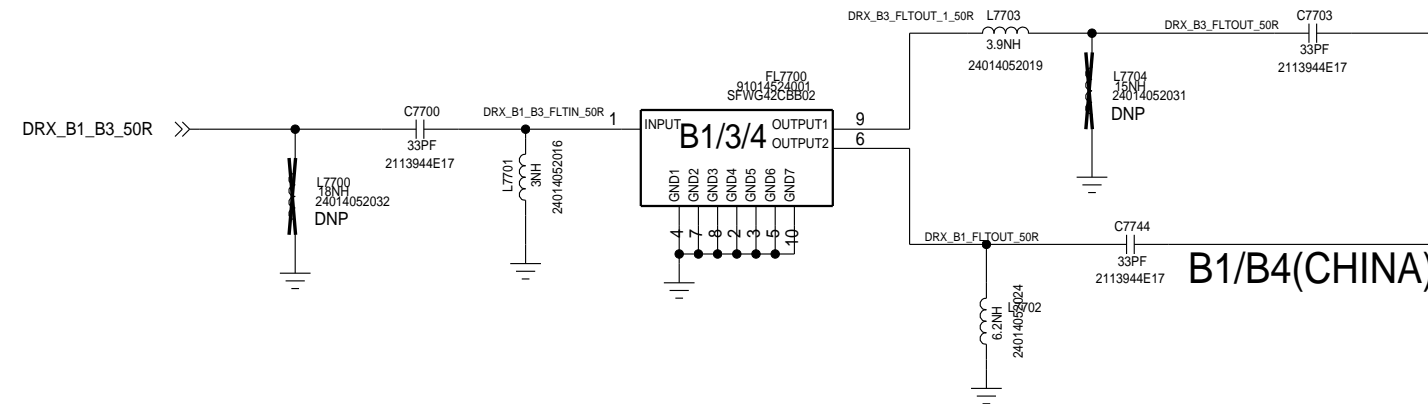 DRX_B3_FLTOUT_1_50R
L7703
3.9NH
24014052019
DRX_B3_FLTOUT_50R
C7703
33PF
2113944E17
L7704
15NH
24014052031
DNP
FL7700
91014524001
SFWG42CBB02
DRX_B1_B3_50R
C7700
33PF
2113944E17
DRX_B1_B3_FLTIN_50R
1
INPUT
B1/3/4
OUTPUT1
9
OUTPUT2
6
L7700
18NH
24014052032
DNP
L7701
3NH
24014052016
GND1
GND2
GND3
GND4
GND5
GND6
GND7
4
7
8
2
3
5
10
DRX_B1_FLTOUT_50R
C7744
33PF
2113944E17
B1/B4(CHINA)
L7702
6.2NH
24014052024